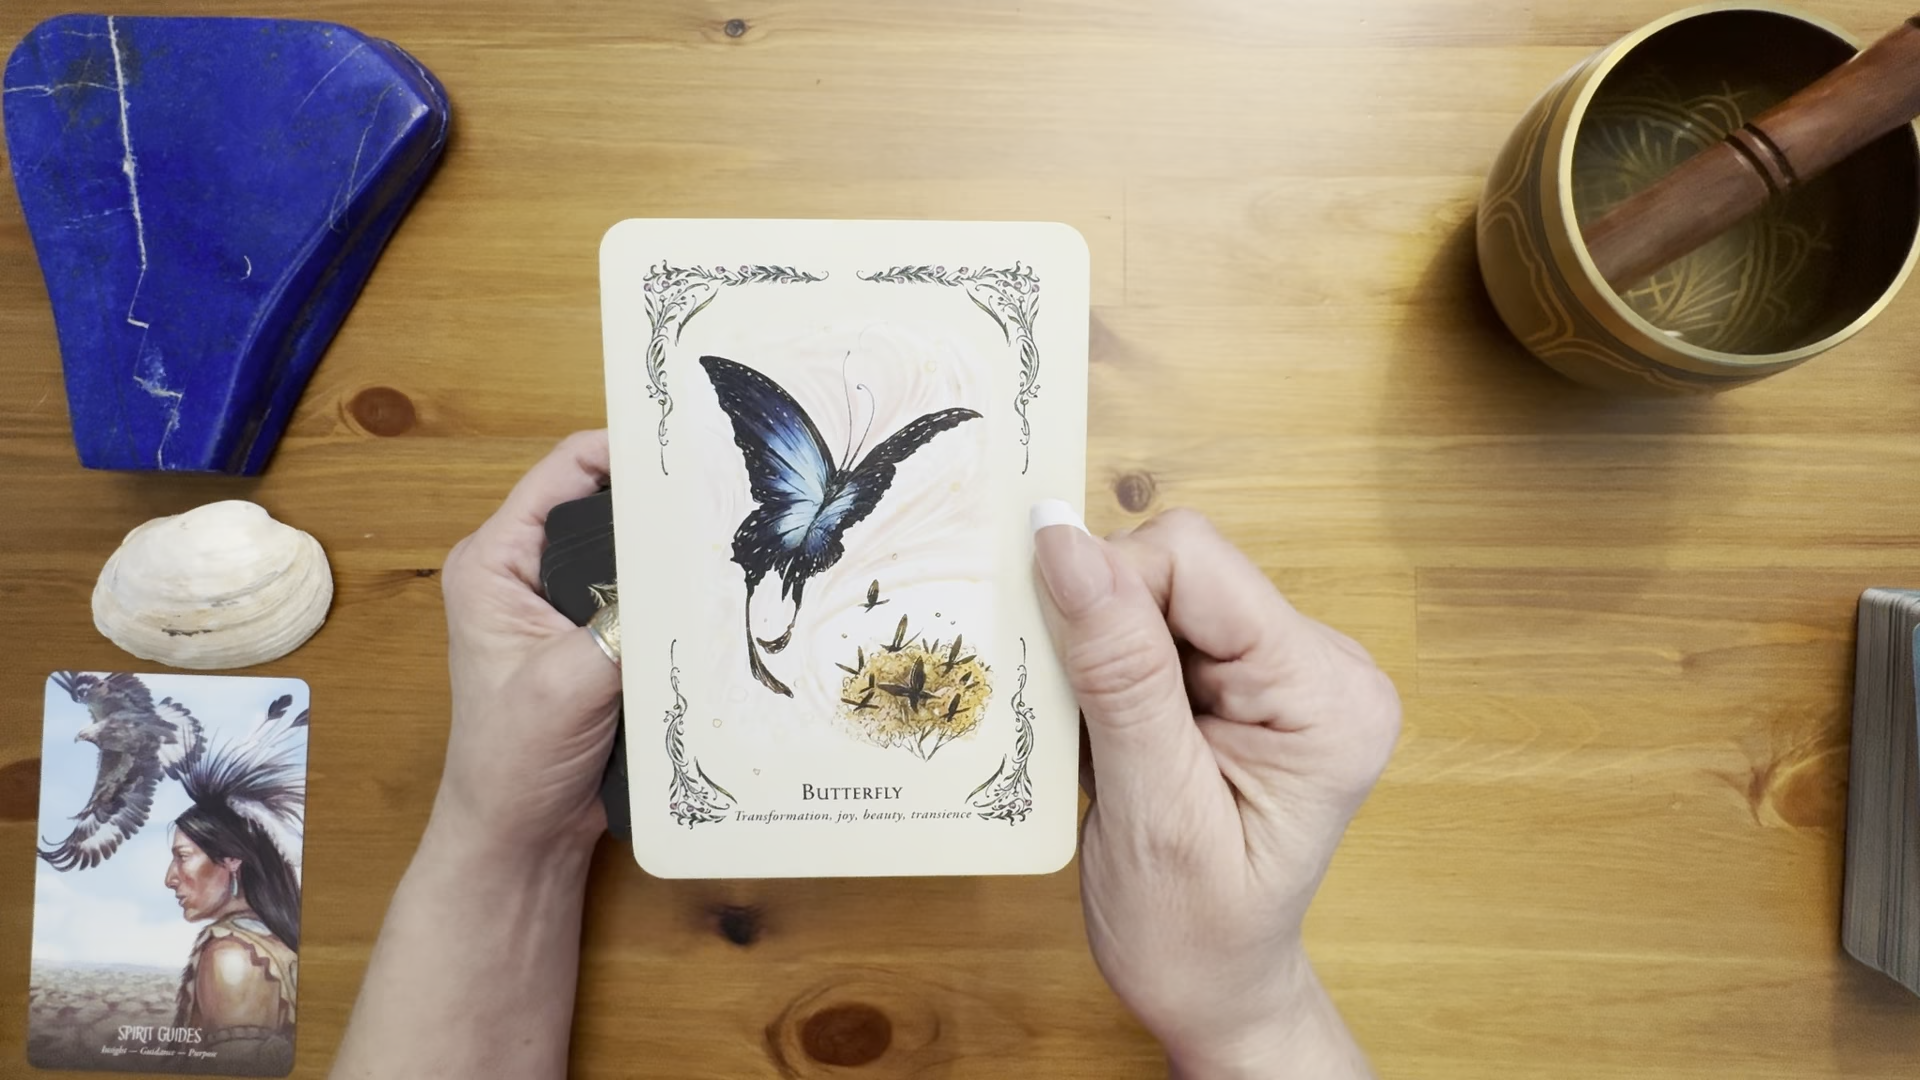 Butterfly
Transformation, joy, beauty, transience
SPIRIT GUIDES
Insight — Guidance — Purpose